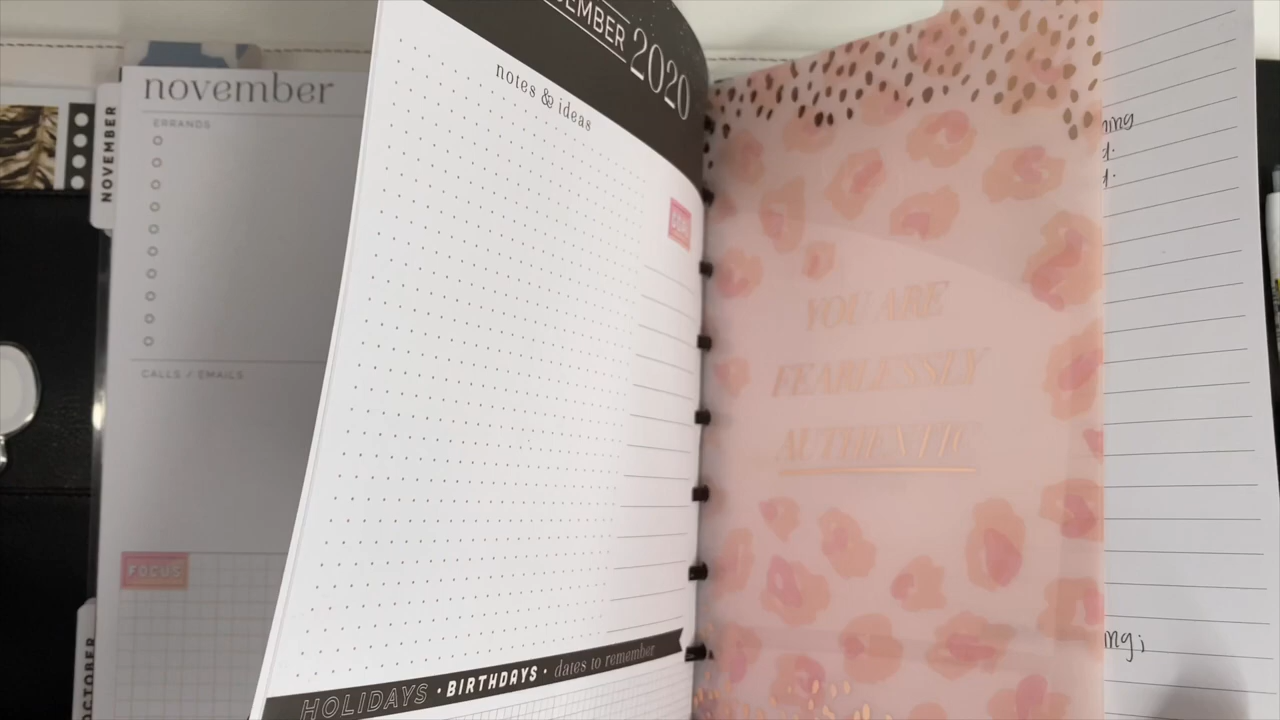 november
ERRANDS
NOVEMBER
CALLS / EMAILS
FOCUS
OCTOBER
2020
notes & ideas
HOLIDAYS • BIRTHDAYS • dates to remember
YOU ARE
FEARLESSLY
AUTHENTIC